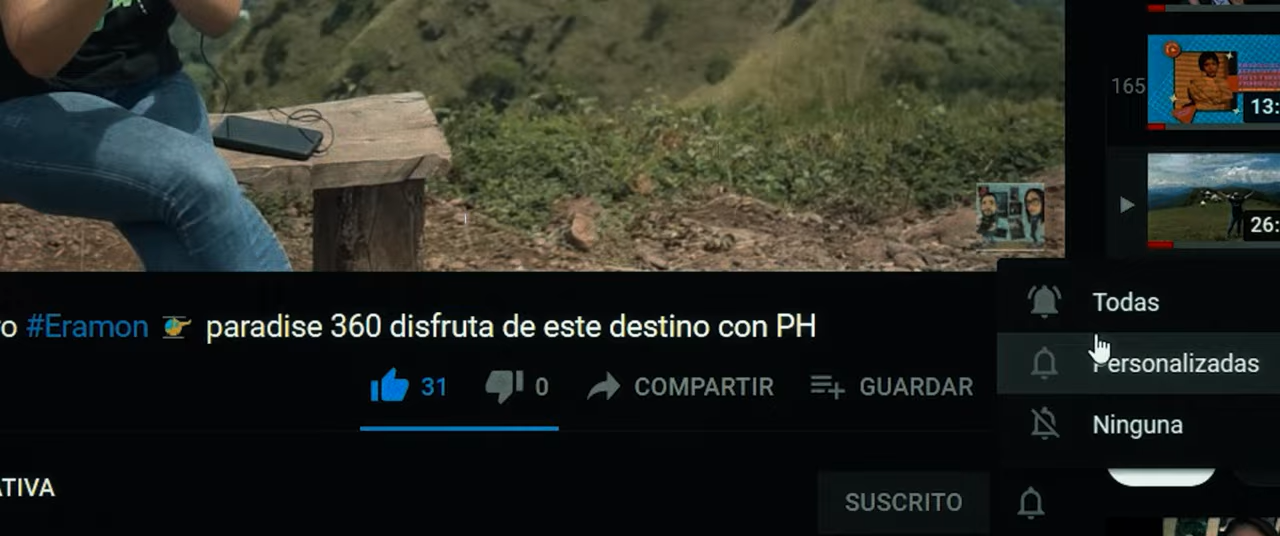 165
13:
26:
Todas
ro #Eramon paradise 360 disfruta de este destino con PH
Personalizadas
31 0 COMPARTIR GUARDAR
Ninguna
ATIVA
SUSCRITO